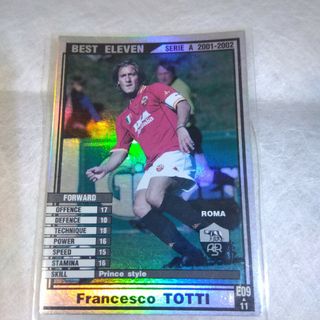 BEST ELEVEN
SERIE A 2001-2002
FORWARD
OFFENCE 17
DEFENCE 10
TECHNIQUE 18
POWER 16
SPEED 15
STAMINA 16
SKILL Prince style
ROMA
Francesco TOTTI
E09
11